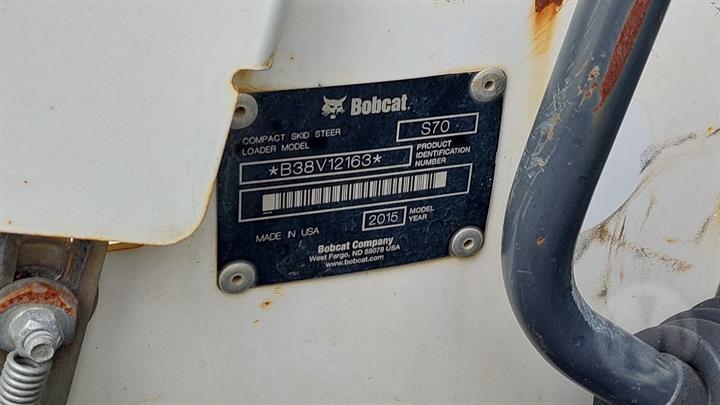 Bobcat.
COMPACT SKID STEER
LOADER MODEL
S70
*B38V12163*
PRODUCT
IDENTIFICATION
NUMBER
MADE IN USA
2015
MODEL
YEAR
Bobcat Company
West Fargo, ND 58078 USA
www.bobcat.com